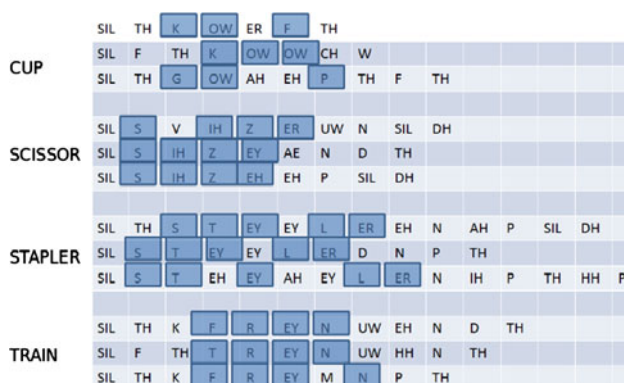 SIL TH K OW ER F TH
CUP
SIL F TH K OW OW CH W
SIL TH G OW AH EH P TH F TH
SIL S V IH Z ER UW N SIL DH
SCISSOR
SIL S IH Z EY AE N D TH
SIL S IH Z EH EH P SIL DH
SIL TH S T EY EY L ER EH N AH P SIL DH
STAPLER
SIL S T EY EY L ER D N P TH
SIL S T EH EY AH EY L ER N IH P TH HH P
SIL TH K F R EY N UW EH N D TH
TRAIN
SIL F TH T R EY N UW HH N TH
SIL TH K F R EY M N P TH